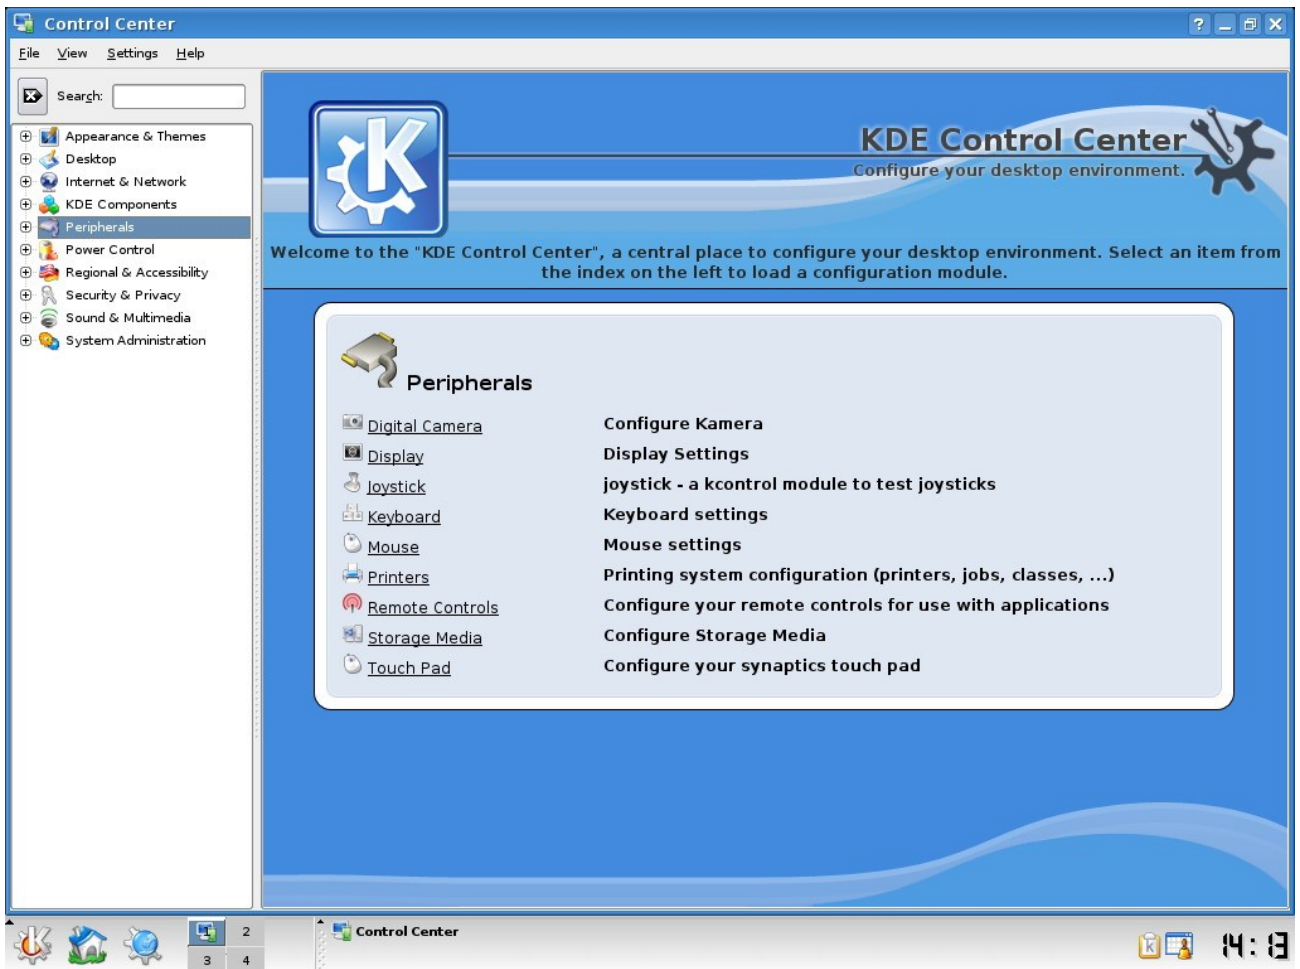 Control Center
File View Settings Help
Search:
Appearance & Themes
Desktop
Internet & Network
KDE Components
Peripherals
Power Control
Regional & Accessibility
Security & Privacy
Sound & Multimedia
System Administration
K
KDE Control Center
Configure your desktop environment.
Welcome to the "KDE Control Center", a central place to configure your desktop environment. Select an item from
the index on the left to load a configuration module.
Peripherals
Digital Camera Configure Kamera
Display Display Settings
Joystick joystick - a kcontrol module to test joysticks
Keyboard Keyboard settings
Mouse Mouse settings
Printers Printing system configuration (printers, jobs, classes, ...)
Remote Controls Configure your remote controls for use with applications
Storage Media Configure Storage Media
Touch Pad Configure your synaptics touch pad
2
3 4
Control Center
14:13